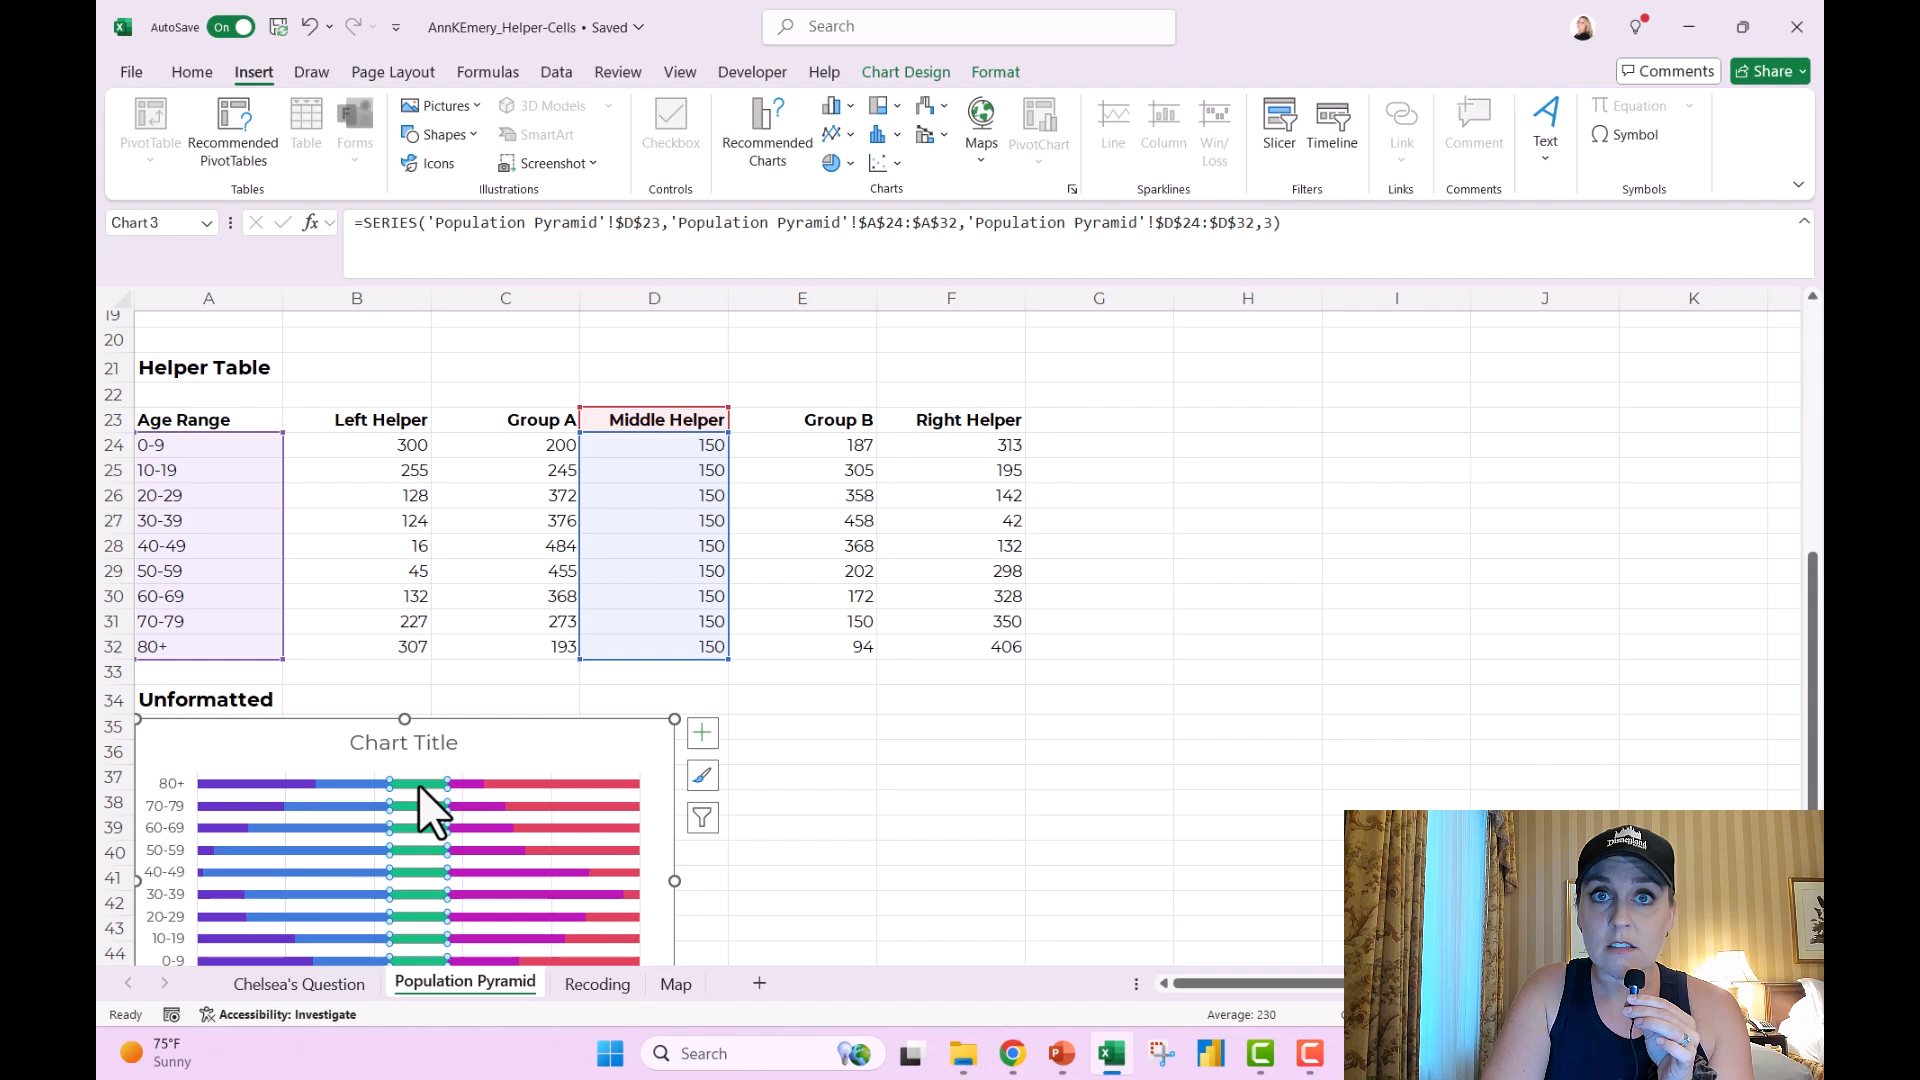 AutoSave On AnnKEmery_Helper-Cells • Saved Search
File Home Insert Draw Page Layout Formulas Data Review View Developer Help Chart Design Format Comments Share
PivotTable Recommended PivotTables Table Forms
Tables
Pictures Shapes Icons 3D Models SmartArt Screenshot
Illustrations
Checkbox
Controls
Recommended Charts Maps PivotChart
Charts
Line Column Win/Loss
Sparklines
Slicer Timeline
Filters
Link
Links
Comment
Comments
Text
Equation Symbol
Symbols
Chart 3 fx =SERIES('Population Pyramid'!$D$23,'Population Pyramid'!$A$24:$A$32,'Population Pyramid'!$D$24:$D$32,3)
A B C D E F G H I J K
19
20
21 Helper Table
22
23 Age Range Left Helper Group A Middle Helper Group B Right Helper
24 0-9 300 200 150 187 313
25 10-19 255 245 150 305 195
26 20-29 128 372 150 358 142
27 30-39 124 376 150 458 42
28 40-49 16 484 150 368 132
29 50-59 45 455 150 202 298
30 60-69 132 368 150 172 328
31 70-79 227 273 150 150 350
32 80+ 307 193 150 94 406
33
34 Unformatted
35
36
37
38
39
40
41
42
43
44
Chart Title
80+
70-79
60-69
50-59
40-49
30-39
20-29
10-19
0-9
Disneyland
Chelsea's Question Population Pyramid Recoding Map
Ready Accessibility: Investigate Average: 230
75°F
Sunny
Search